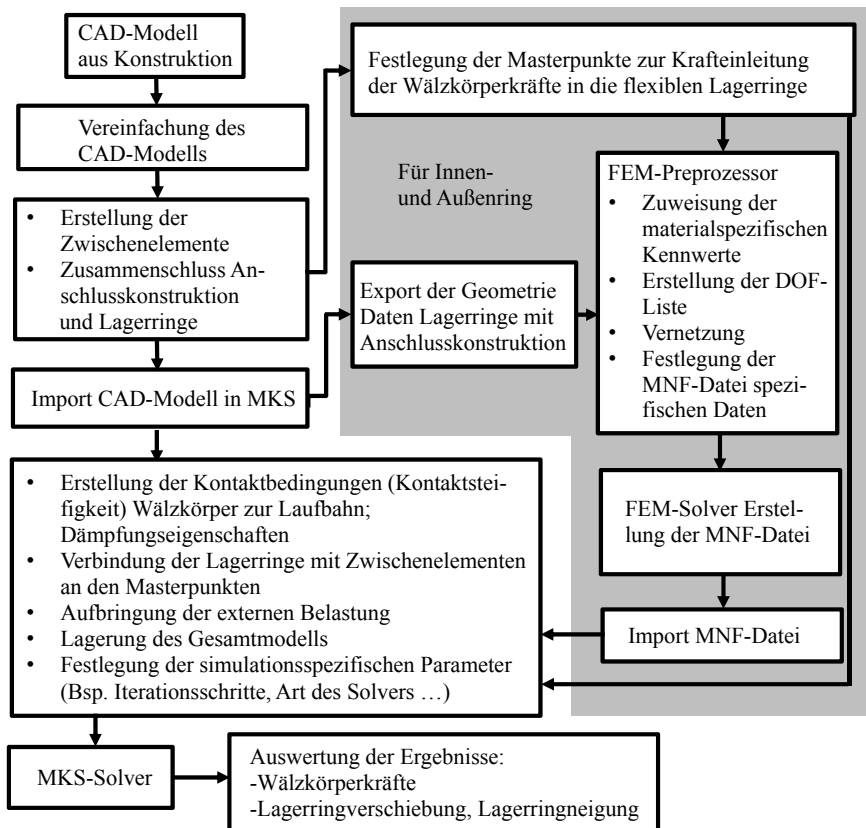 CAD-Modell
aus Konstruktion
Vereinfachung des
CAD-Modells
• Erstellung der
Zwischenelemente
• Zusammenschluss An-
schlusskonstruktion
und Lagerringe
Import CAD-Modell in MKS
Festlegung der Masterpunkte zur Krafteinleitung
der Wälzkörperkräfte in die flexiblen Lagerringe
Für Innen-
und Außenring
Export der Geometrie
Daten Lagerringe mit
Anschlusskonstruktion
FEM-Preprozessor
• Zuweisung der
materialspezifischen
Kennwerte
• Erstellung der DOF-
Liste
• Vernetzung
• Festlegung der
MNF-Datei spezi-
fischen Daten
FEM-Solver Erstel-
lung der MNF-Datei
Import MNF-Datei
• Erstellung der Kontaktbedingungen (Kontaktstei-
figkeit) Wälzkörper zur Laufbahn;
Dämpfungseigenschaften
• Verbindung der Lagerringe mit Zwischenelementen
an den Masterpunkten
• Aufbringung der externen Belastung
• Lagerung des Gesamtmodells
• Festlegung der simulationsspezifischen Parameter
(Bsp. Iterationsschritte, Art des Solvers …)
MKS-Solver
Auswertung der Ergebnisse:
-Wälzkörperkräfte
-Lagerringverschiebung, Lagerringneigung